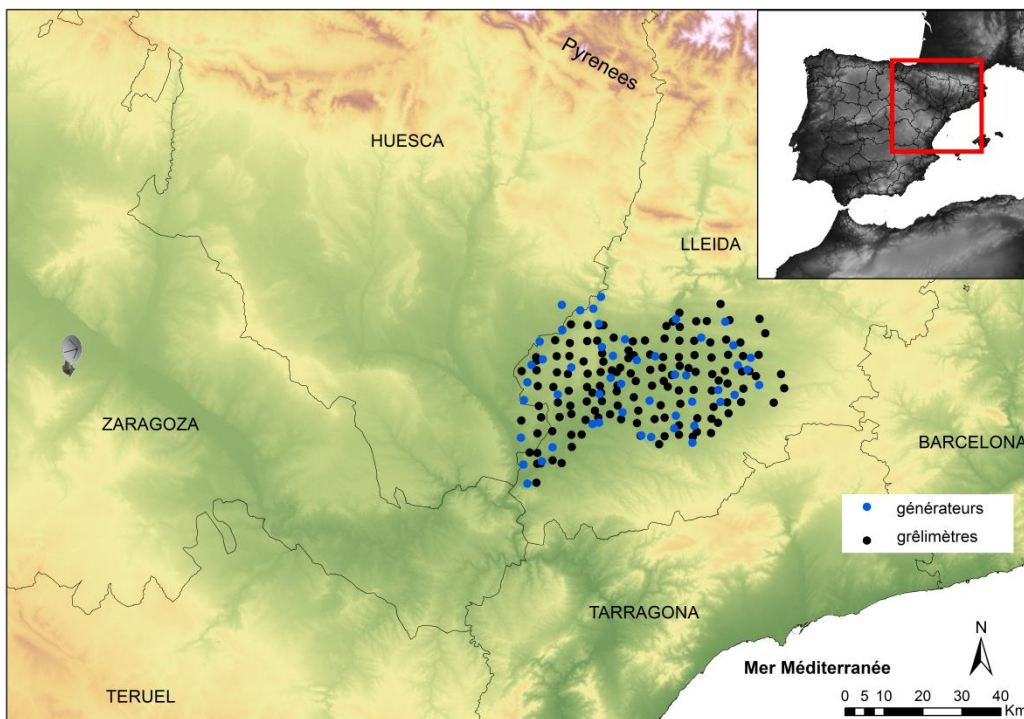 Pyrenees
HUESCA
LLEIDA
ZARAGOZA
BARCELONA
générateurs
grêlimètres
TARRAGONA
N
Mer Méditerranée
TERUEL
0 5 10 20 30 40
Km